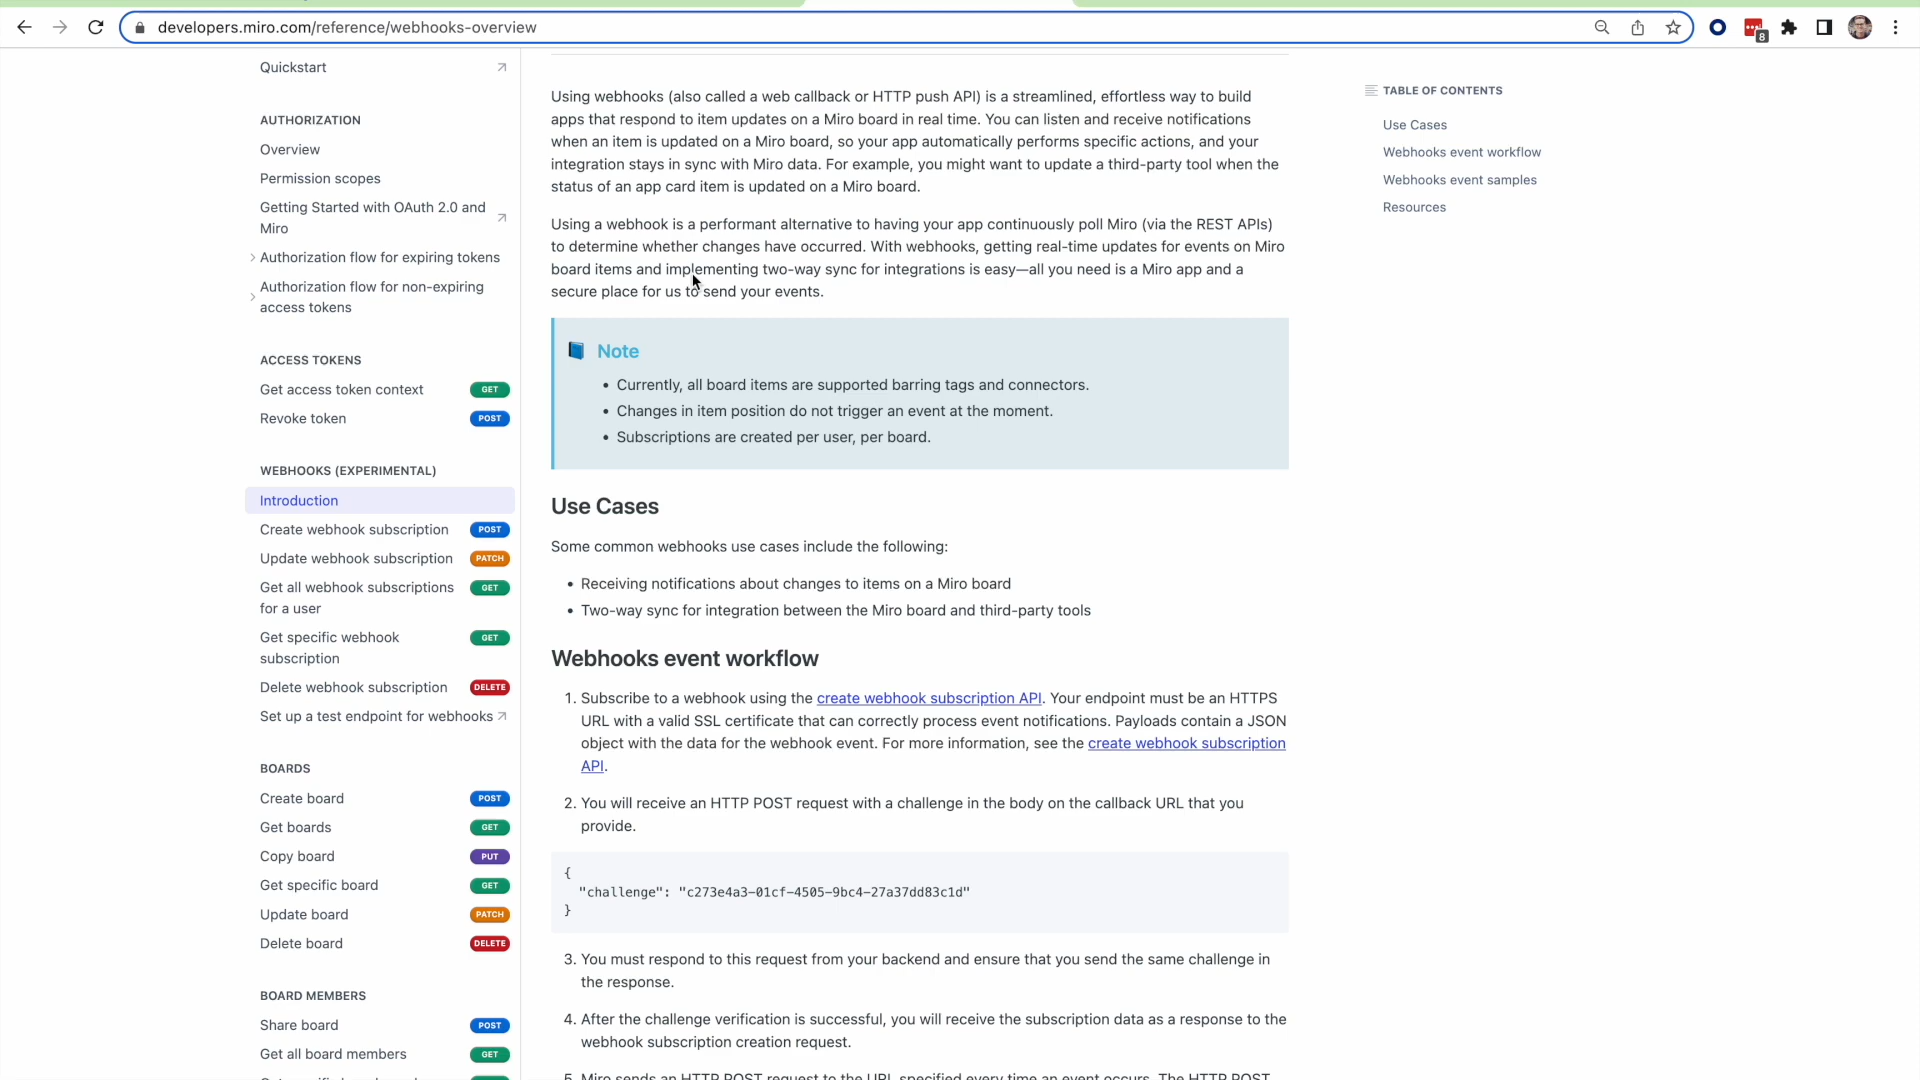 developers.miro.com/reference/webhooks-overview
8
Quickstart
AUTHORIZATION
Overview
Permission scopes
Getting Started with OAuth 2.0 and
Miro
Authorization flow for expiring tokens
Authorization flow for non-expiring
access tokens
ACCESS TOKENS
Get access token context GET
Revoke token POST
WEBHOOKS (EXPERIMENTAL)
Introduction
Create webhook subscription POST
Update webhook subscription PATCH
Get all webhook subscriptions GET
for a user
Get specific webhook GET
subscription
Delete webhook subscription DELETE
Set up a test endpoint for webhooks
BOARDS
Create board POST
Get boards GET
Copy board PUT
Get specific board GET
Update board PATCH
Delete board DELETE
BOARD MEMBERS
Share board POST
Get all board members GET
Using webhooks (also called a web callback or HTTP push API) is a streamlined, effortless way to build
apps that respond to item updates on a Miro board in real time. You can listen and receive notifications
when an item is updated on a Miro board, so your app automatically performs specific actions, and your
integration stays in sync with Miro data. For example, you might want to update a third-party tool when the
status of an app card item is updated on a Miro board.
Using a webhook is a performant alternative to having your app continuously poll Miro (via the REST APIs)
to determine whether changes have occurred. With webhooks, getting real-time updates for events on Miro
board items and implementing two-way sync for integrations is easy—all you need is a Miro app and a
secure place for us to send your events.
Note
• Currently, all board items are supported barring tags and connectors.
• Changes in item position do not trigger an event at the moment.
• Subscriptions are created per user, per board.
Use Cases
Some common webhooks use cases include the following:
• Receiving notifications about changes to items on a Miro board
• Two-way sync for integration between the Miro board and third-party tools
Webhooks event workflow
1. Subscribe to a webhook using the create webhook subscription API. Your endpoint must be an HTTPS
URL with a valid SSL certificate that can correctly process event notifications. Payloads contain a JSON
object with the data for the webhook event. For more information, see the create webhook subscription
API.
2. You will receive an HTTP POST request with a challenge in the body on the callback URL that you
provide.
{
"challenge": "c273e4a3-01cf-4505-9bc4-27a37dd83c1d"
}
3. You must respond to this request from your backend and ensure that you send the same challenge in
the response.
4. After the challenge verification is successful, you will receive the subscription data as a response to the
webhook subscription creation request.
5. Miro sends an HTTP POST request to the URL specified every time an event occurs. The HTTP POST
TABLE OF CONTENTS
Use Cases
Webhooks event workflow
Webhooks event samples
Resources